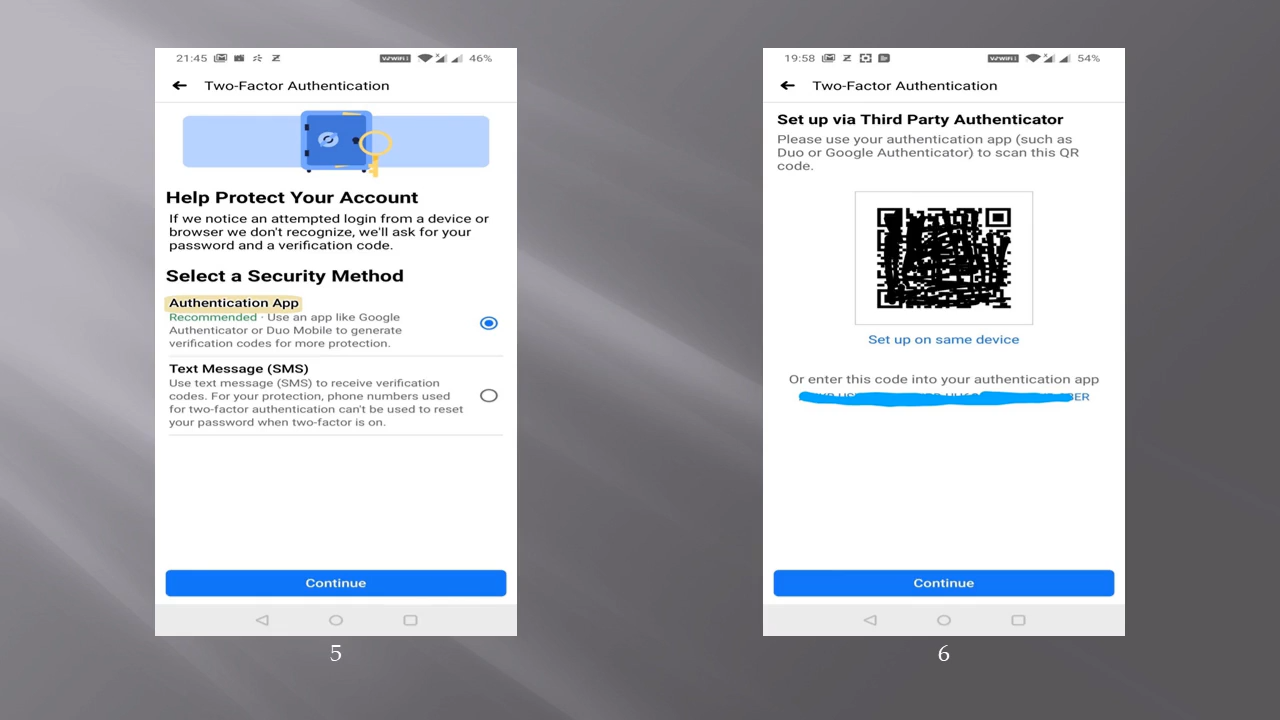 21:45
VoWiFi 1
46%
Two-Factor Authentication
Help Protect Your Account
If we notice an attempted login from a device or
browser we don't recognize, we'll ask for your
password and a verification code.
Select a Security Method
Authentication App
Recommended · Use an app like Google
Authenticator or Duo Mobile to generate
verification codes for more protection.
Text Message (SMS)
Use text message (SMS) to receive verification
codes. For your protection, phone numbers used
for two-factor authentication can't be used to reset
your password when two-factor is on.
Continue
5
19:58
54%
Two-Factor Authentication
Set up via Third Party Authenticator
Please use your authentication app (such as
Duo or Google Authenticator) to scan this QR
code.
Set up on same device
Or enter this code into your authentication app
Continue
6